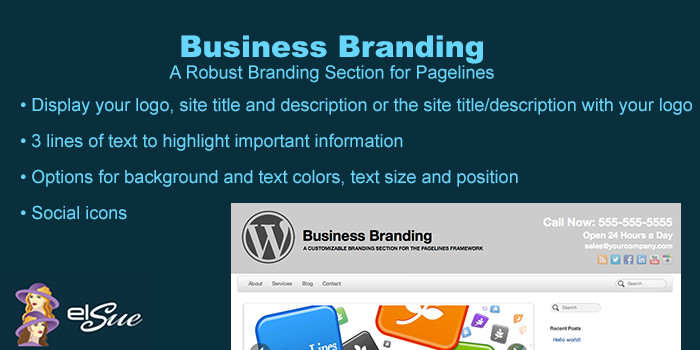 Business Branding
A Robust Branding Section for Pagelines
• Display your logo, site title and description or the site title/description with your logo
• 3 lines of text to highlight important information
• Options for background and text colors, text size and position
• Social icons
Call Now: 555-555-5555
Business Branding
Open 24 Hours a Day
A CUSTOMIZABLE BRANDING SECTION FOR THE PAGELINES FRAMEWORK
sales@yourcompany.com
About Services Blog Contact
Search
Search
Recent Posts
Hello world!
Lines
elSue